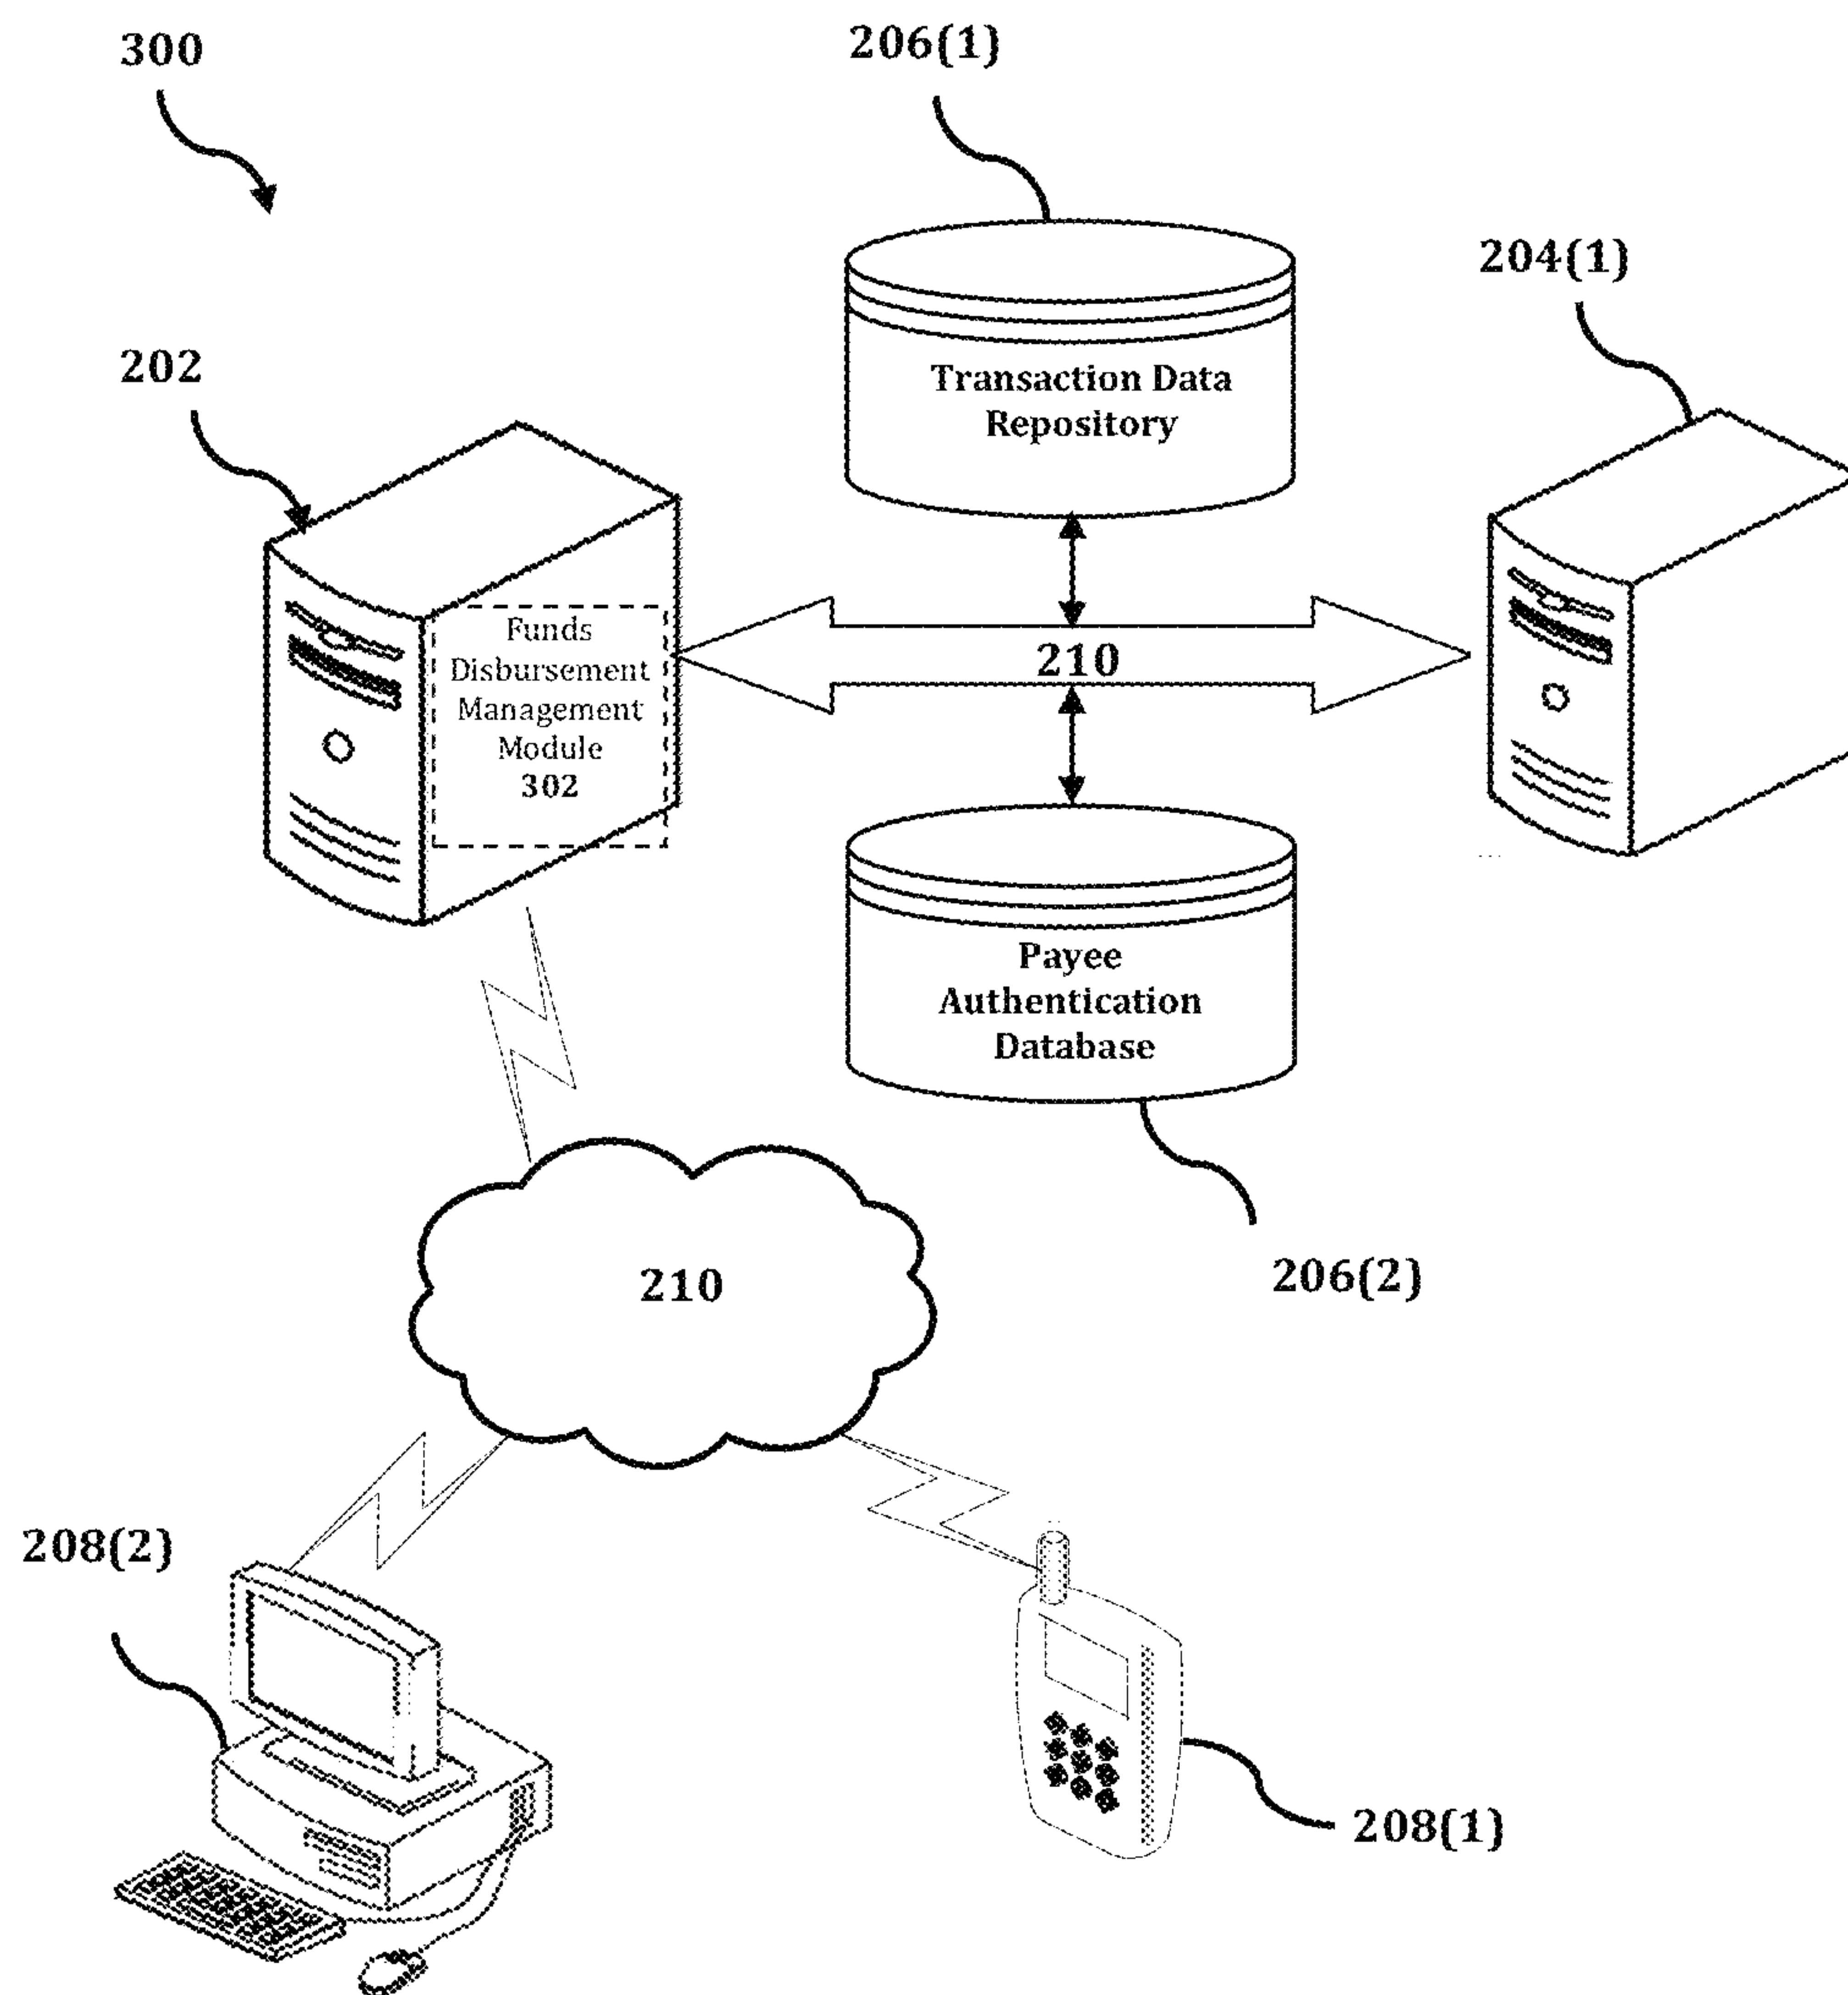 300
206(1)
204(1)
202
Transaction Data
Repository
Funds
Disbursement
Management
Module
302
210
Payee
Authentication
Database
206(2)
210
208(2)
208(1)